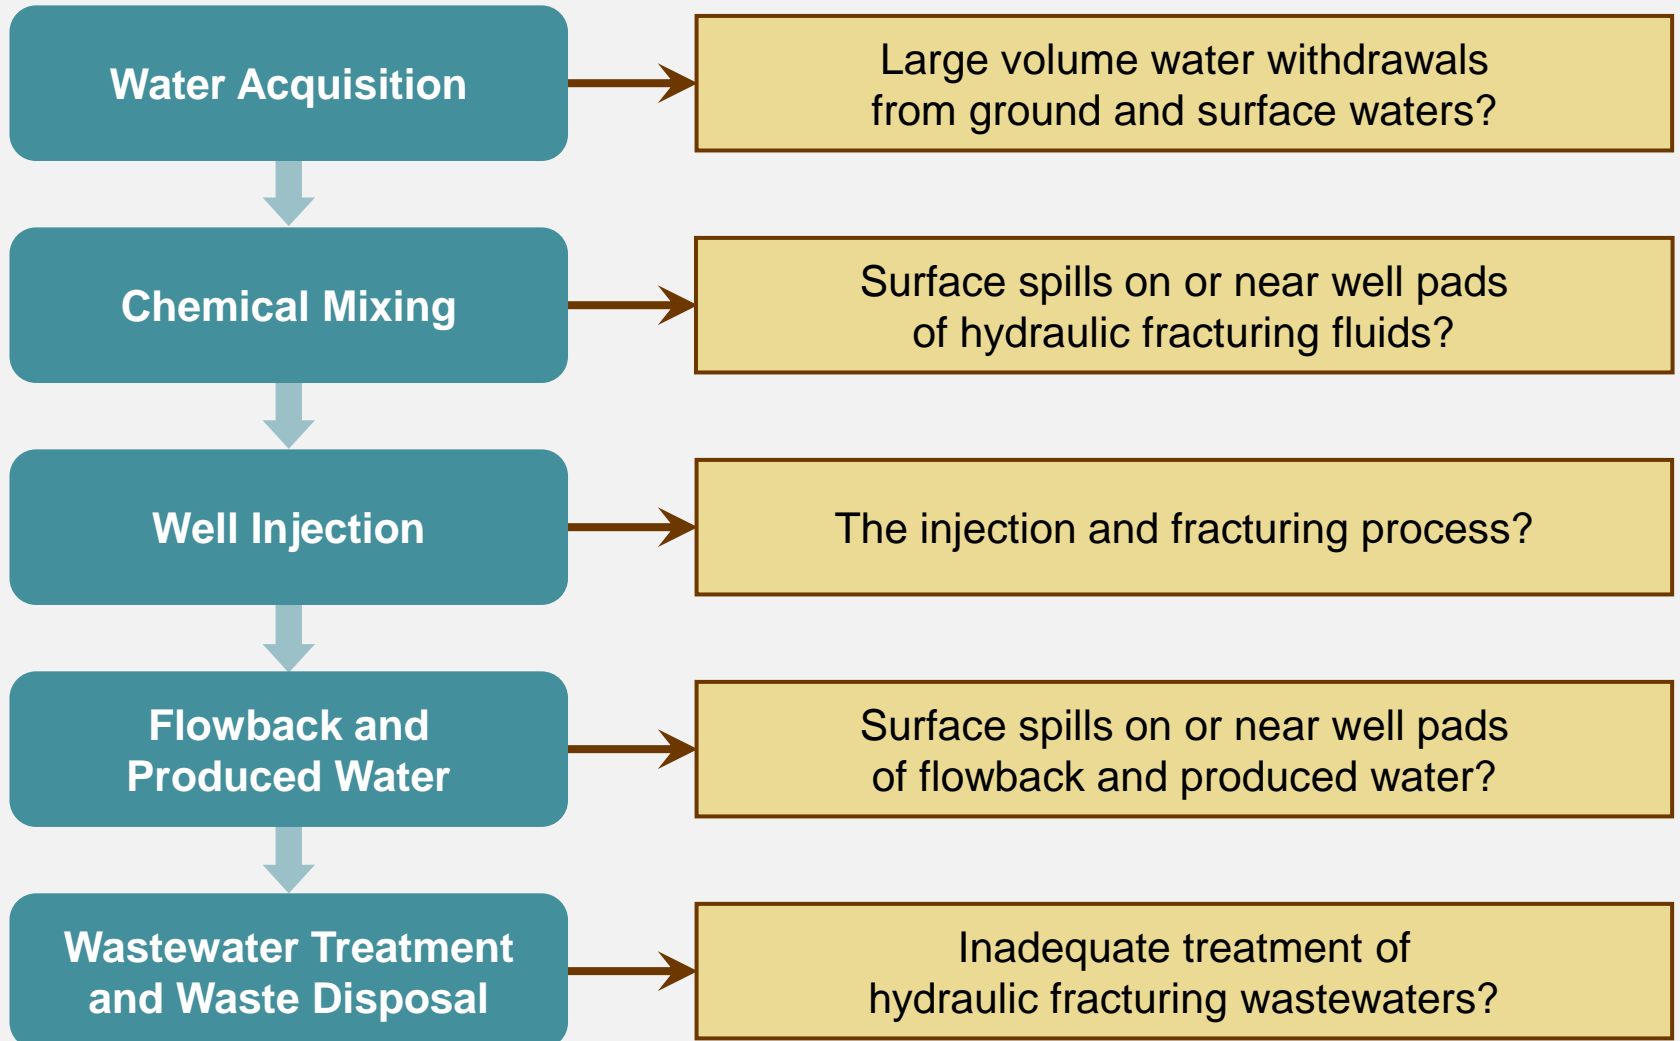 Water Acquisition
Large volume water withdrawals
from ground and surface waters?
Chemical Mixing
Surface spills on or near well pads
of hydraulic fracturing fluids?
Well Injection
The injection and fracturing process?
Flowback and
Produced Water
Surface spills on or near well pads
of flowback and produced water?
Wastewater Treatment
and Waste Disposal
Inadequate treatment of
hydraulic fracturing wastewaters?